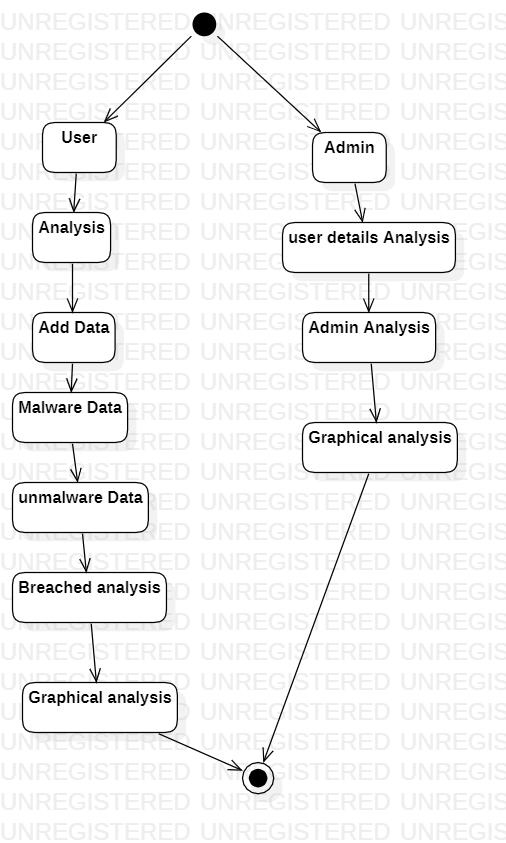 User
Admin
Analysis
user details Analysis
Add Data
Admin Analysis
Malware Data
Graphical analysis
unmalware Data
Breached analysis
Graphical analysis
UNREGISTERED